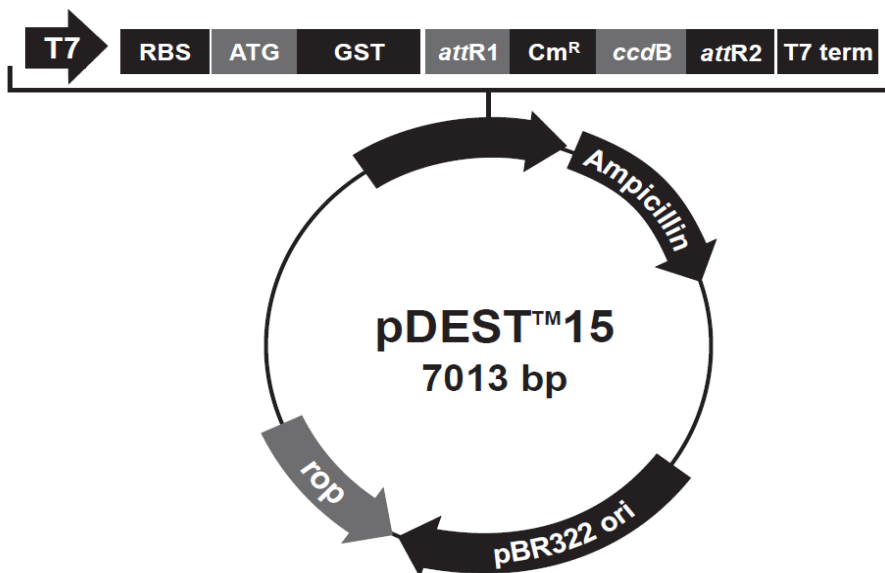 T7 RBS ATG GST attR1 CmR ccdB attR2 T7 term
Ampicillin
pDEST™15
7013 bp
rop
pBR322 ori